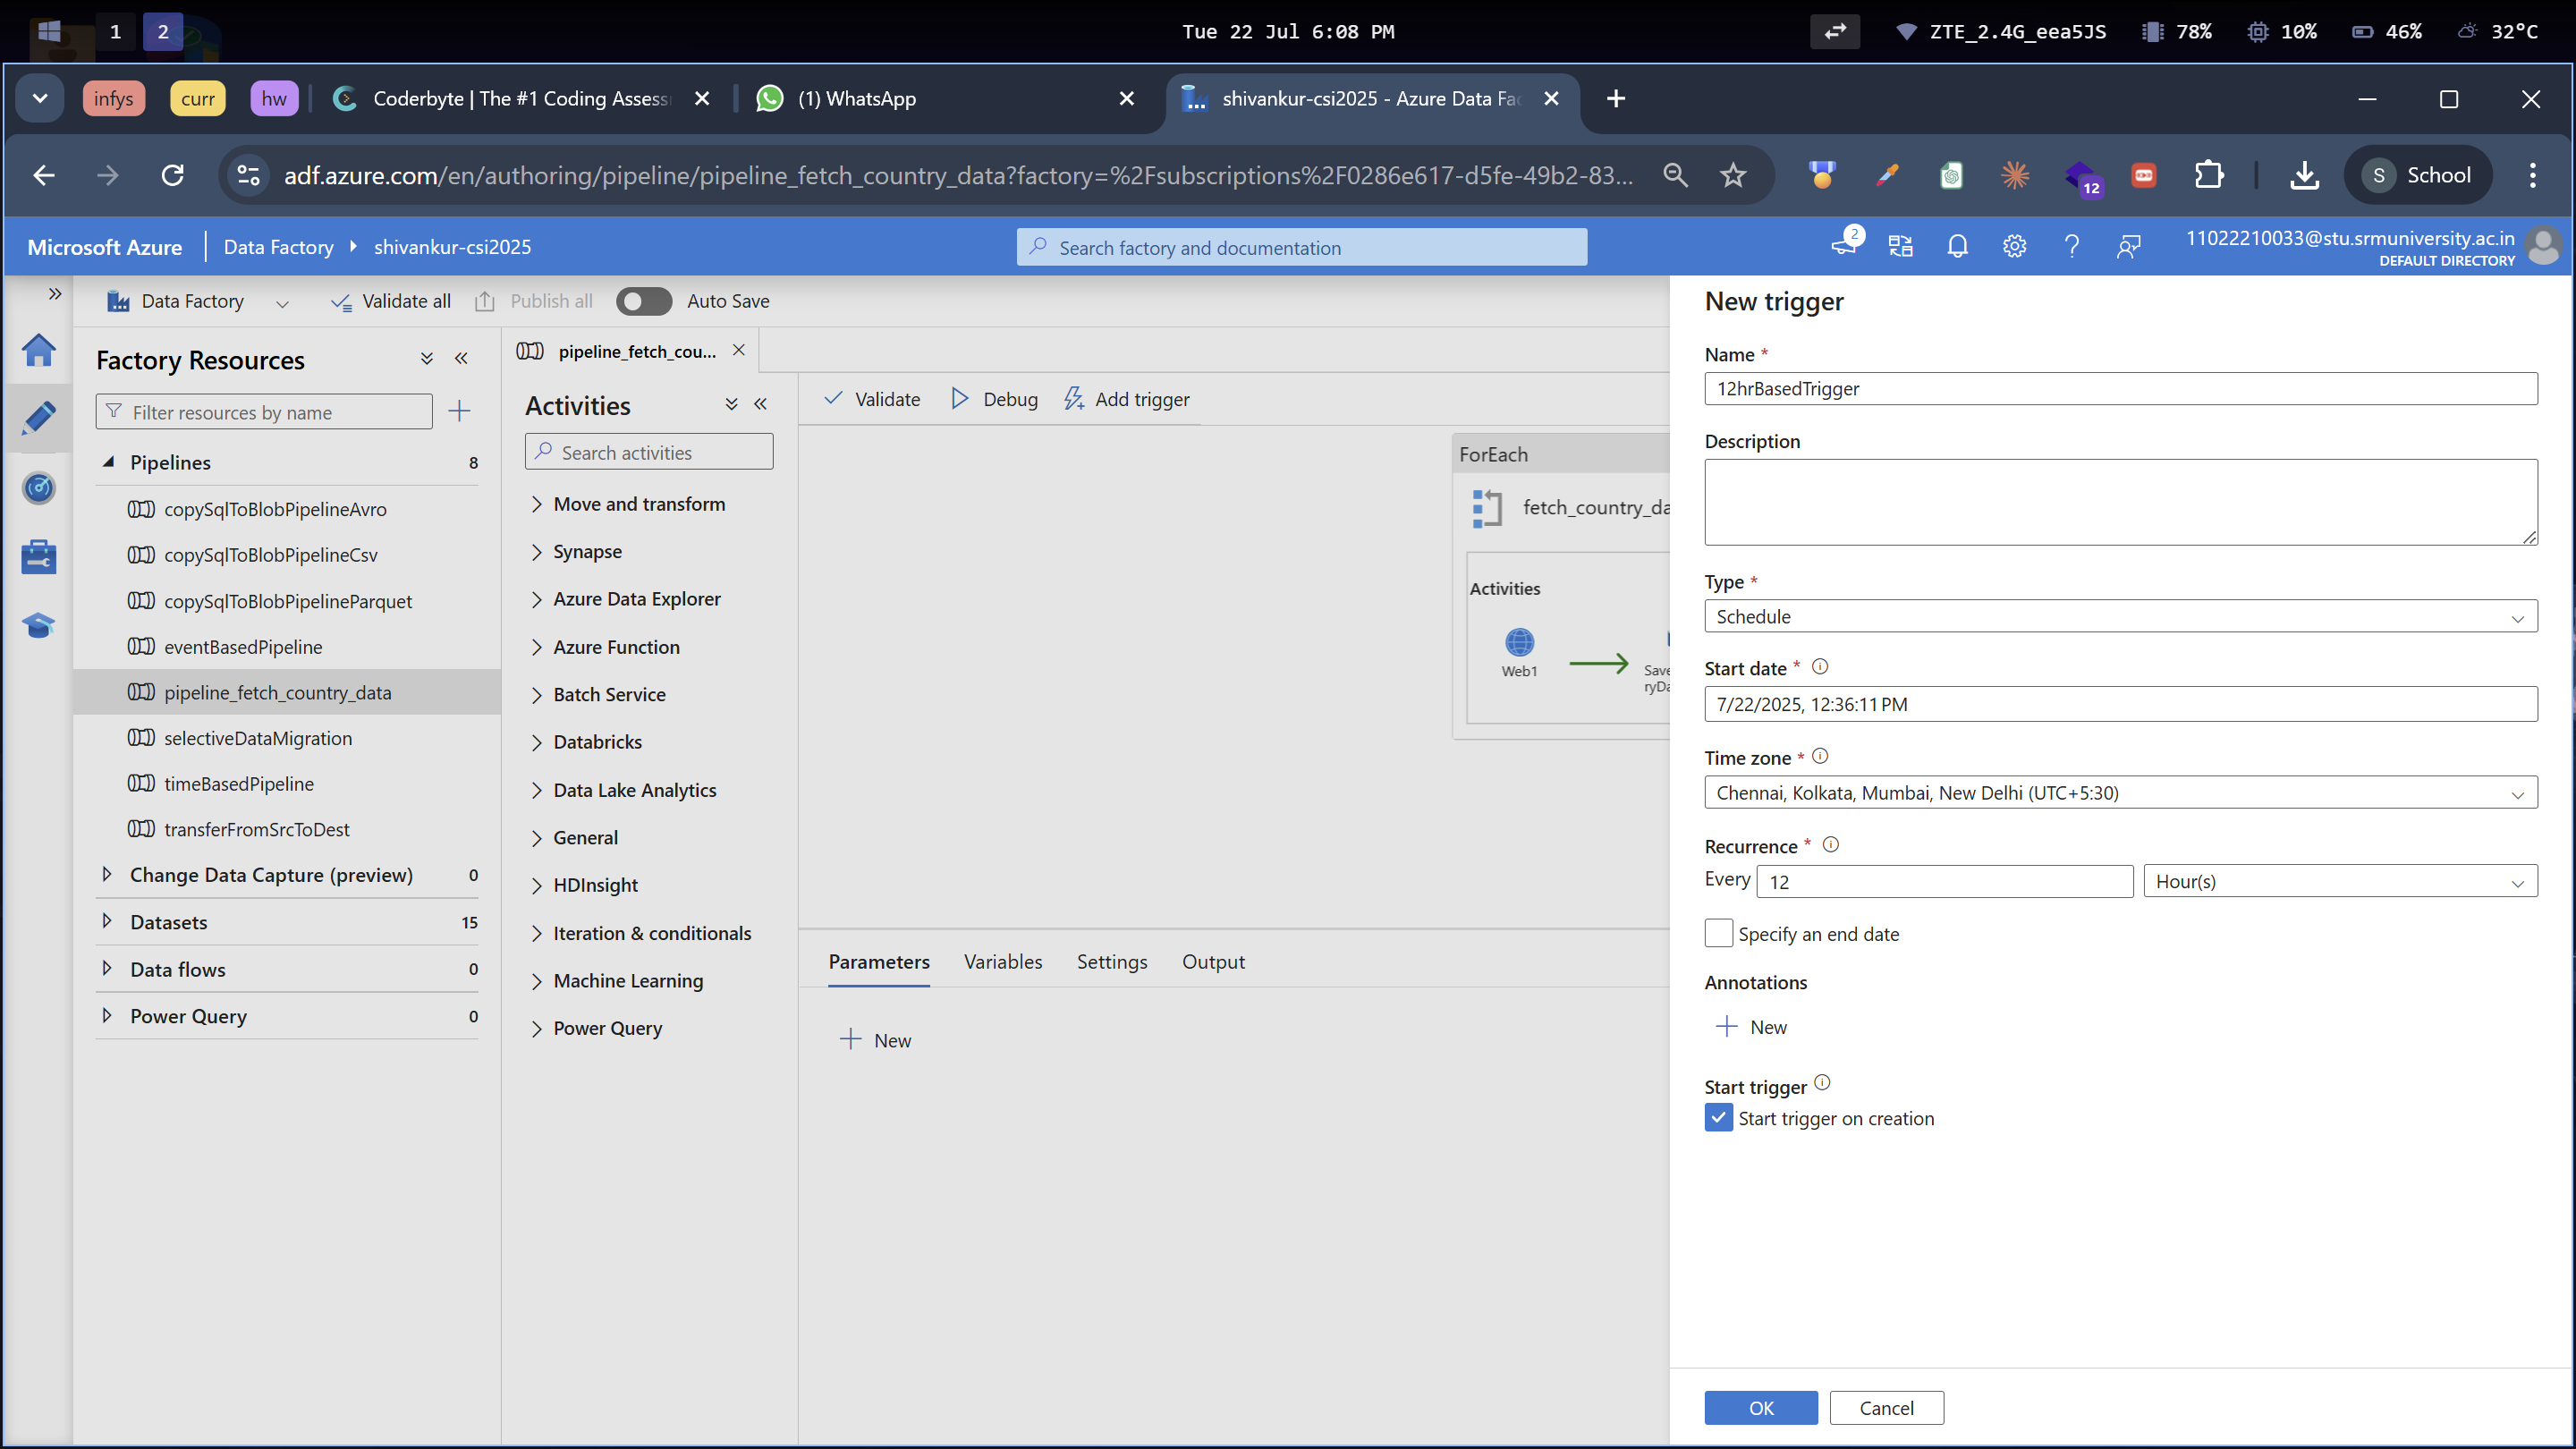 1
2
Tue 22 Jul 6:08 PM
ZTE_2.4G_eea5JS
78%
10%
46%
32°C
infys
curr
hw
Coderbyte | The #1 Coding Assess
(1) WhatsApp
shivankur-csi2025 - Azure Data Fac
adf.azure.com/en/authoring/pipeline/pipeline_fetch_country_data?factory=%2Fsubscriptions%2F0286e617-d5fe-49b2-83...
12
S
School
Microsoft Azure
Data Factory
shivankur-csi2025
Search factory and documentation
2
11022210033@stu.srmuniversity.ac.in
DEFAULT DIRECTORY
Data Factory
Validate all
Publish all
Auto Save
Factory Resources
Filter resources by name
Pipelines
8
copySqlToBlobPipelineAvro
copySqlToBlobPipelineCsv
copySqlToBlobPipelineParquet
eventBasedPipeline
pipeline_fetch_country_data
selectiveDataMigration
timeBasedPipeline
transferFromSrcToDest
Change Data Capture (preview)
0
Datasets
15
Data flows
0
Power Query
0
pipeline_fetch_cou...
Activities
Search activities
Move and transform
Synapse
Azure Data Explorer
Azure Function
Batch Service
Databricks
Data Lake Analytics
General
HDInsight
Iteration & conditionals
Machine Learning
Power Query
Validate
Debug
Add trigger
ForEach
fetch_country_da
Activities
Web1
Save
ryDa
Parameters
Variables
Settings
Output
New
New trigger
Name *
12hrBasedTrigger
Description
Type *
Schedule
Start date *
7/22/2025, 12:36:11 PM
Time zone *
Chennai, Kolkata, Mumbai, New Delhi (UTC+5:30)
Recurrence *
Every
12
Hour(s)
Specify an end date
Annotations
New
Start trigger
Start trigger on creation
OK
Cancel